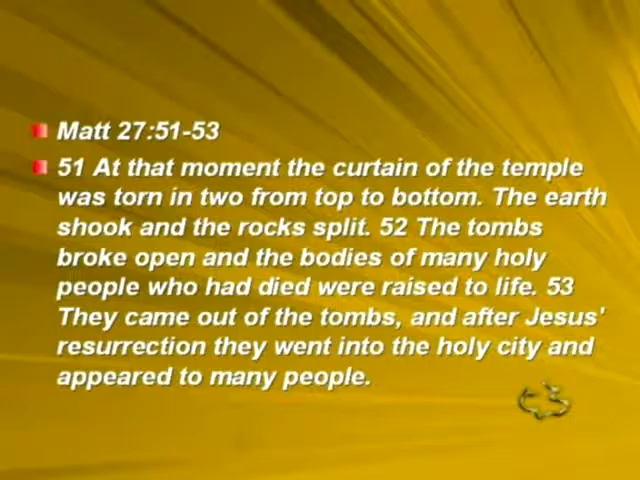 Matt 27:51-53
51 At that moment the curtain of the temple
was torn in two from top to bottom. The earth
shook and the rocks split. 52 The tombs
broke open and the bodies of many holy
people who had died were raised to life. 53
They came out of the tombs, and after Jesus'
resurrection they went into the holy city and
appeared to many people.